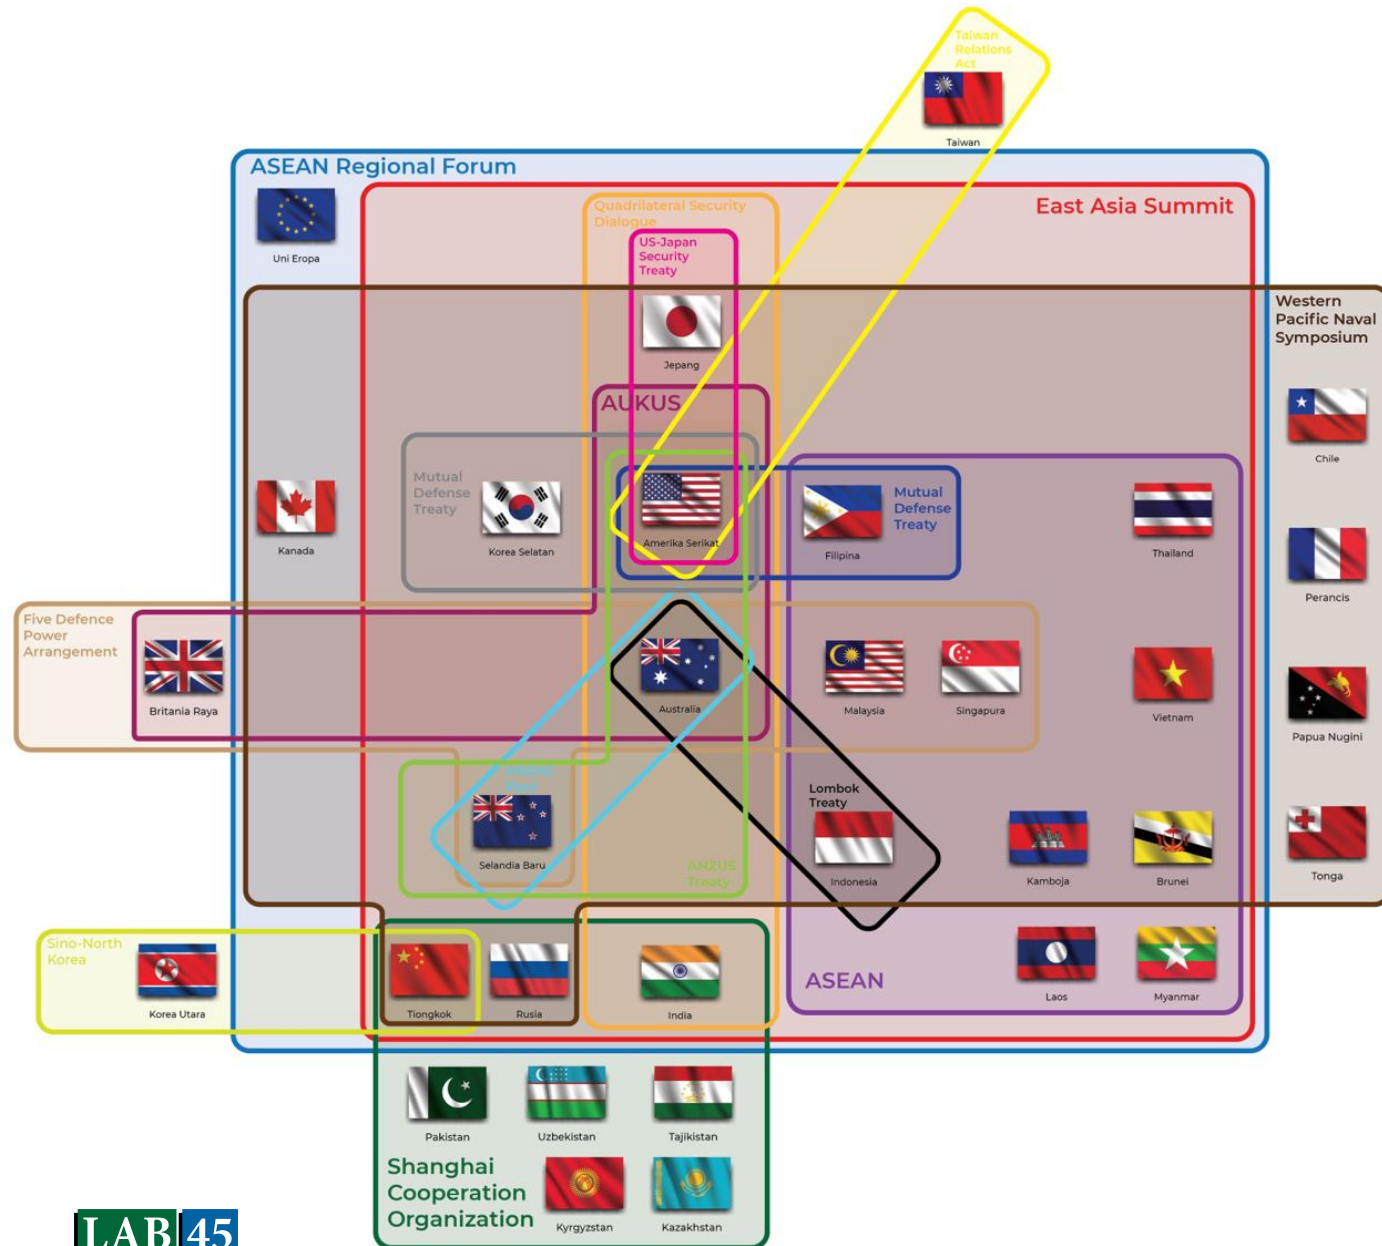 Taiwan
Relations
Act
Taiwan
ASEAN Regional Forum
Uni Eropa
East Asia Summit
Quadrilateral Security
Dialogue
US-Japan
Security
Treaty
Jepang
Western
Pacific Naval
Symposium
AUKUS
Chile
Mutual
Defense
Treaty
Kanada
Korea Selatan
Amerika Serikat
Filipina
Mutual
Defense
Treaty
Thailand
Perancis
Five Defence
Power
Arrangement
Britania Raya
Australia
Malaysia
Singapura
Vietnam
Papua Nugini
Selandia Baru
ANZUS
Treaty
Lombok
Treaty
Indonesia
Kamboja
Brunei
Tonga
Sino-North
Korea
Korea Utara
Tiongkok
Rusia
India
ASEAN
Laos
Myanmar
Pakistan
Uzbekistan
Tajikistan
Shanghai
Cooperation
Organization
Kyrgyzstan
Kazakhstan
LAB 45